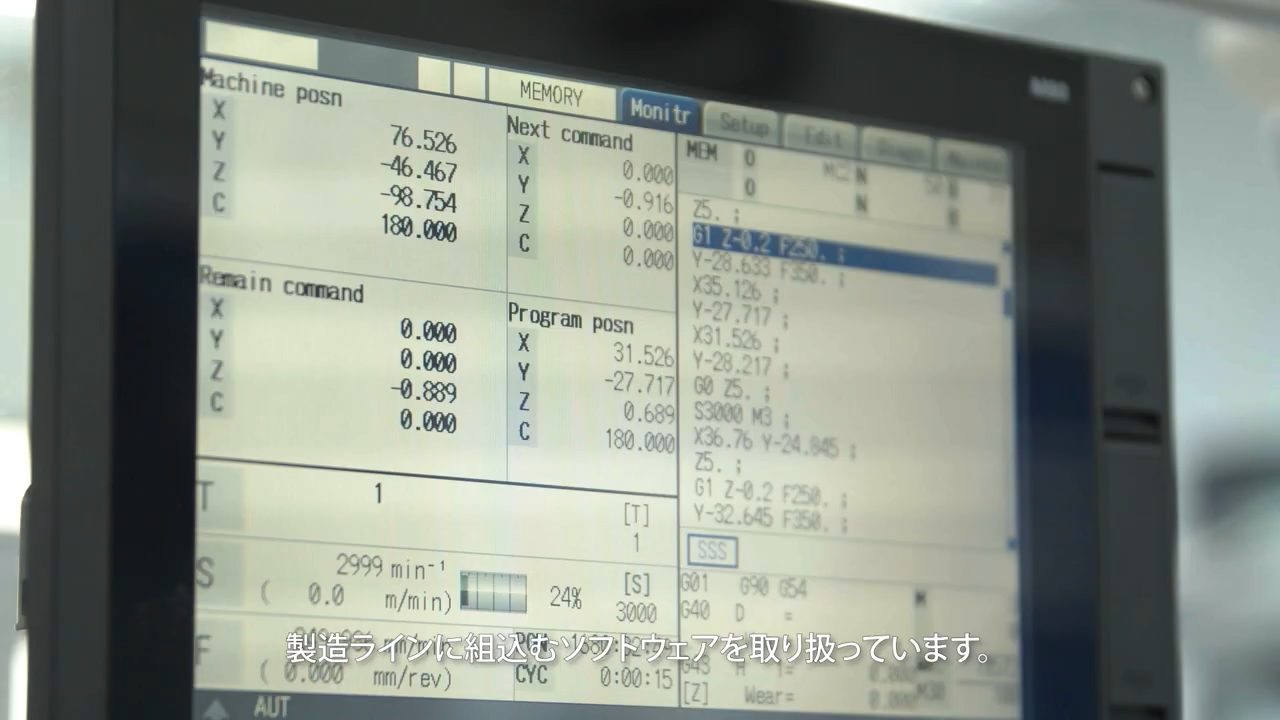 MEMORY
Monitr
Setup
Edit
Machine posn
X 76.526
Y -46.467
Z -98.754
C 180.000
Next command
X 0.000
Y -0.916
Z 0.000
C 0.000
Remain command
X 0.000
Y 0.000
Z -0.889
C 0.000
Program posn
X 31.526
Y -27.717
Z 0.689
C 180.000
MEM O N
O N
Z5. ;
G1 Z-0.2 F250. ;
Y-28.633 F350. ;
X35.126 ;
Y-27.717 ;
X31.526 ;
Y-28.217 ;
G0 Z5. ;
S3000 M3 ;
X36.76 Y-24.845 ;
Z5. ;
G1 Z-0.2 F250. ;
Y-32.645 F350. ;
SSS
T 1
[T]
1
S 2999 min⁻¹
( 0.0 m/min)
24%
[S]
3000
F
( 0.000 mm/rev)
CYC 0:00:15
G01 G90 G54
G40 D =
[Z] Wear=
AUT
製造ラインに組込むソフトウェアを取り扱っています。